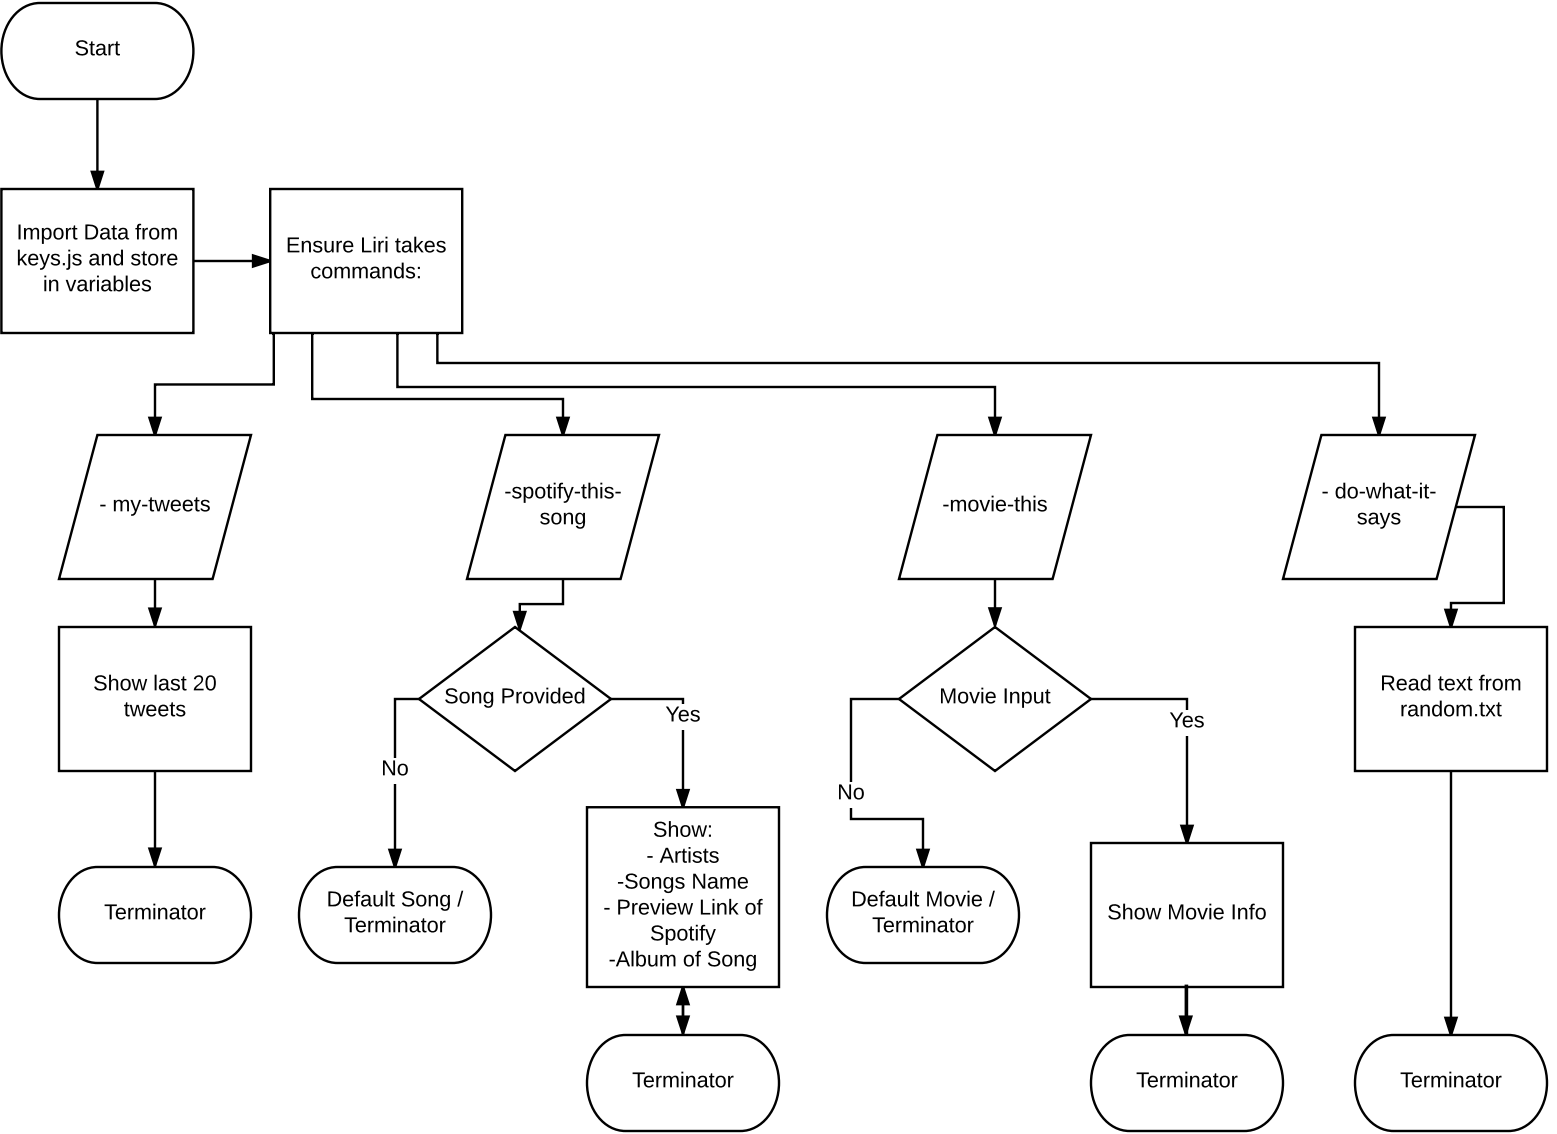 Start
Import Data from
keys.js and store
in variables
Ensure Liri takes
commands:
- my-tweets
-spotify-this-
song
-movie-this
- do-what-it-
says
Show last 20
tweets
Song Provided
Movie Input
Read text from
random.txt
Yes
Yes
No
No
Show:
- Artists
-Songs Name
- Preview Link of
Spotify
-Album of Song
Terminator
Default Song /
Terminator
Default Movie /
Terminator
Show Movie Info
Terminator
Terminator
Terminator